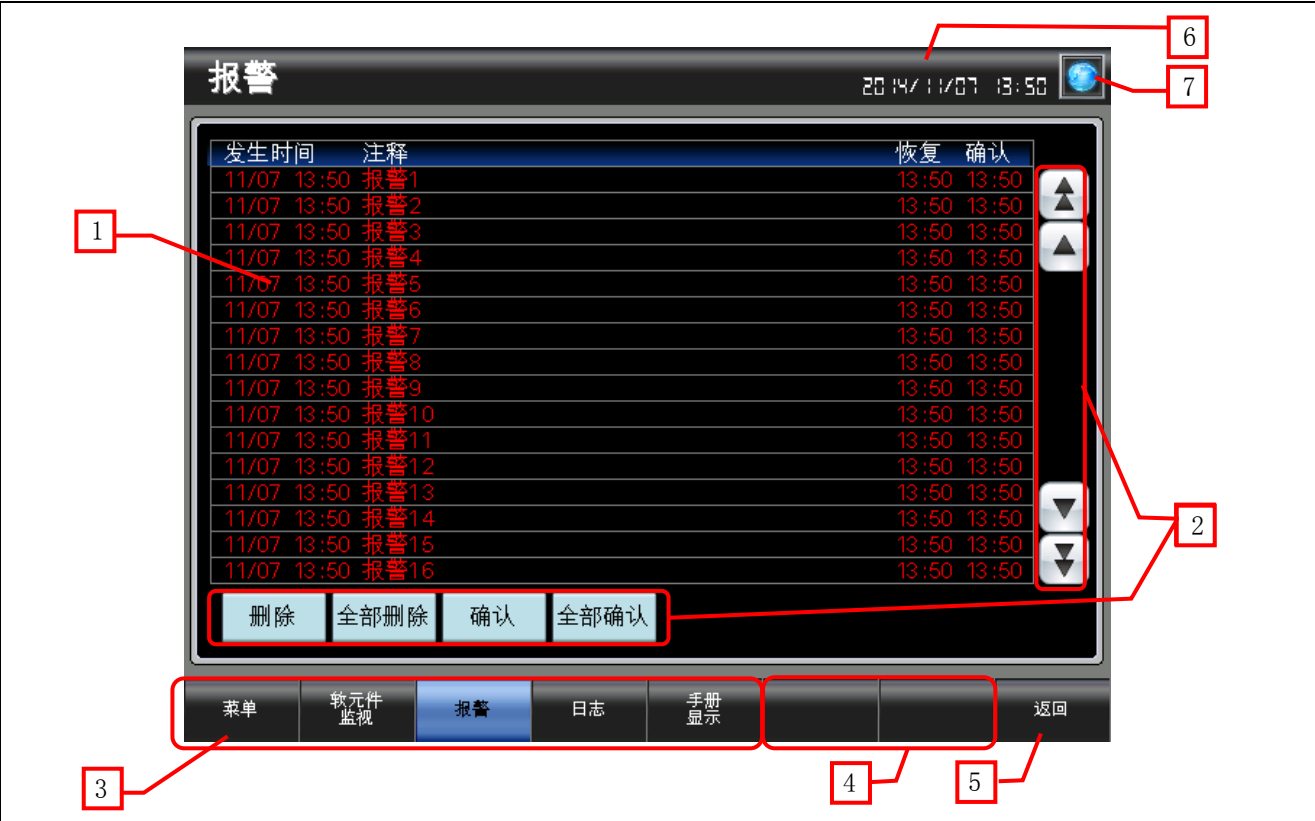 6
报警
2014/11/07 13:50
7
发生时间 注释 恢复 确认
11/07 13:50 报警1 13:50 13:50
11/07 13:50 报警2 13:50 13:50
1
11/07 13:50 报警3 13:50 13:50
11/07 13:50 报警4 13:50 13:50
11/07 13:50 报警5 13:50 13:50
11/07 13:50 报警6 13:50 13:50
11/07 13:50 报警7 13:50 13:50
11/07 13:50 报警8 13:50 13:50
11/07 13:50 报警9 13:50 13:50
11/07 13:50 报警10 13:50 13:50
11/07 13:50 报警11 13:50 13:50
11/07 13:50 报警12 13:50 13:50
11/07 13:50 报警13 13:50 13:50
11/07 13:50 报警14 13:50 13:50
2
11/07 13:50 报警15 13:50 13:50
11/07 13:50 报警16 13:50 13:50
删除 全部删除 确认 全部确认
菜单
软元件
监视
报警
日志
手册
显示
返回
3
4
5